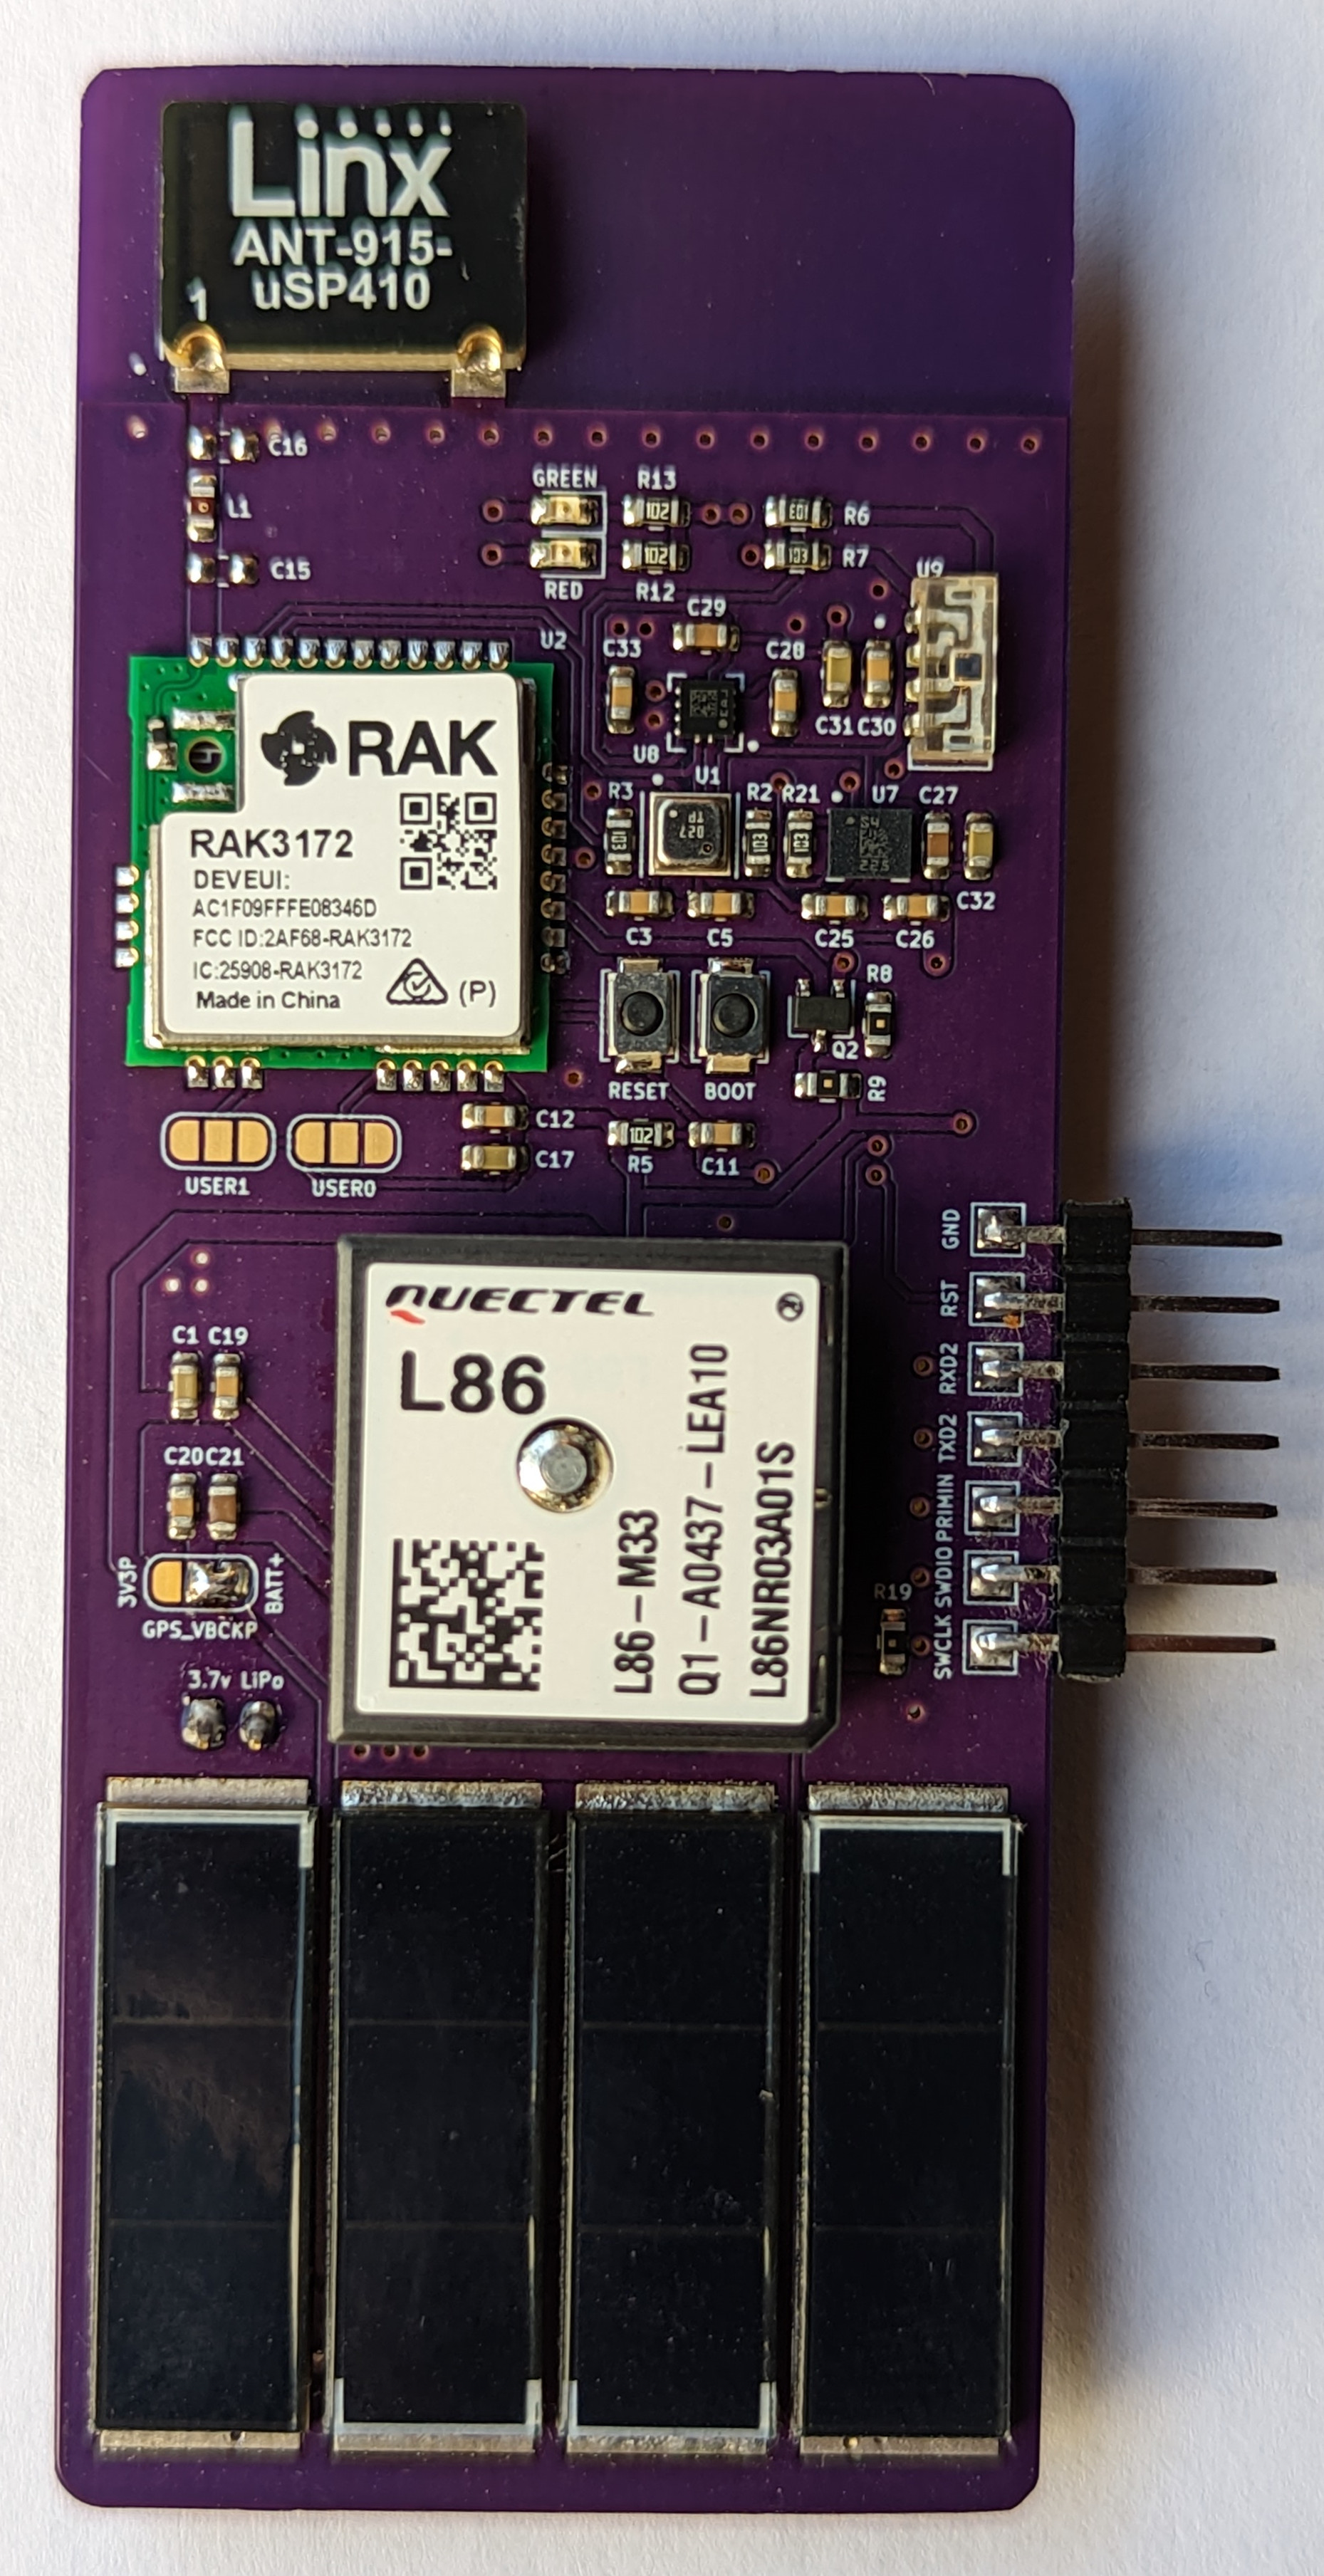 Linx
ANT-915-
uSP410
1
C16
L1
C15
GREEN
R13
102
103
R6
102
103
R7
RED
R12
U9
C29
U2
C33
C28
C31
C30
U8
U1
R3
R2
R21
U7
C27
103
103
103
C32
C3
C5
C25
C26
RAK
RAK3172
DEVEUI:
AC1F09FFFE08346D
FCC ID:2AF68-RAK3172
IC:25908-RAK3172
Made in China
(P)
R8
Q2
R9
RESET
BOOT
C12
C17
102
R5
C11
USER1
USER0
QUECTEL
L86
L86-M33
Q1-A0437-LEA10
L86NR03A01S
GND
RST
RXD2
TXD2
PRIMIN
SWDIO
SWCLK
R19
C1
C19
C20
C21
3V3P
BATT+
GPS_VBCKP
3.7v LiPo